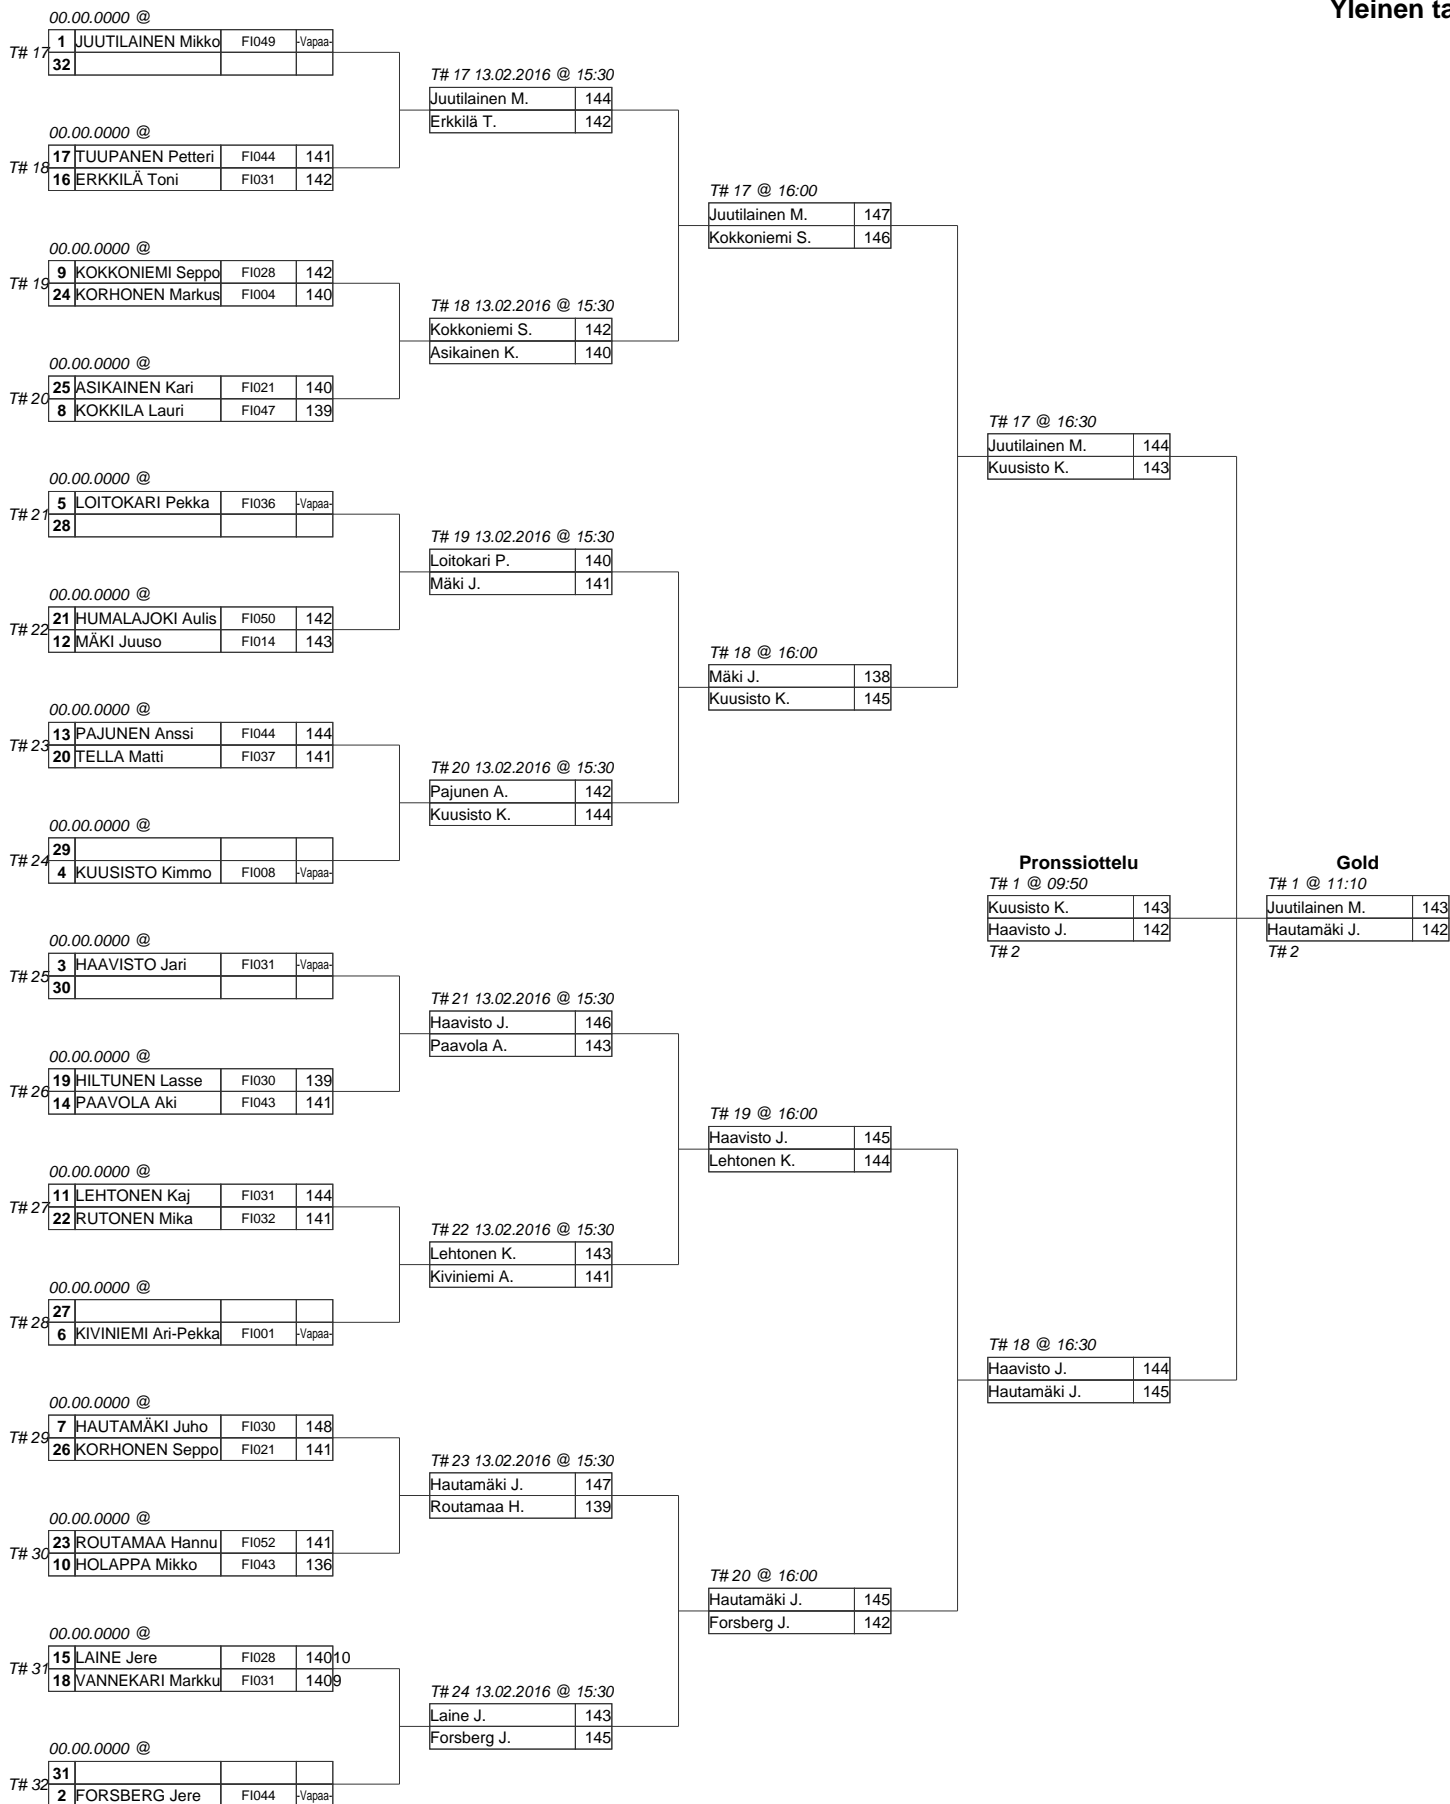 Yleinen ta
00.00.0000 @
T# 17
1 JUUTILAINEN Mikko FI049 -Vapaa-
32
00.00.0000 @
T# 18
17 TUUPANEN Petteri FI044 141
16 ERKKILÄ Toni FI031 142
00.00.0000 @
T# 19
9 KOKKONIEMI Seppo FI028 142
24 KORHONEN Markus FI004 140
00.00.0000 @
T# 20
25 ASIKAINEN Kari FI021 140
8 KOKKILA Lauri FI047 139
00.00.0000 @
T# 21
5 LOITOKARI Pekka FI036 -Vapaa-
28
00.00.0000 @
T# 22
21 HUMALAJOKI Aulis FI050 142
12 MÄKI Juuso FI014 143
00.00.0000 @
T# 23
13 PAJUNEN Anssi FI044 144
20 TELLA Matti FI037 141
00.00.0000 @
T# 24
29
4 KUUSISTO Kimmo FI008 -Vapaa-
00.00.0000 @
T# 25
3 HAAVISTO Jari FI031 -Vapaa-
30
00.00.0000 @
T# 26
19 HILTUNEN Lasse FI030 139
14 PAAVOLA Aki FI043 141
00.00.0000 @
T# 27
11 LEHTONEN Kaj FI031 144
22 RUTONEN Mika FI032 141
00.00.0000 @
T# 28
27
6 KIVINIEMI Ari-Pekka FI001 -Vapaa-
00.00.0000 @
T# 29
7 HAUTAMÄKI Juho FI030 148
26 KORHONEN Seppo FI021 141
00.00.0000 @
T# 30
23 ROUTAMAA Hannu FI052 141
10 HOLAPPA Mikko FI043 136
00.00.0000 @
T# 31
15 LAINE Jere FI028 140 10
18 VANNEKARI Markku FI031 140 9
00.00.0000 @
T# 32
31
2 FORSBERG Jere FI044 -Vapaa-
T# 17 13.02.2016 @ 15:30
Juutilainen M. 144
Erkkilä T. 142
T# 18 13.02.2016 @ 15:30
Kokkoniemi S. 142
Asikainen K. 140
T# 19 13.02.2016 @ 15:30
Loitokari P. 140
Mäki J. 141
T# 20 13.02.2016 @ 15:30
Pajunen A. 142
Kuusisto K. 144
T# 21 13.02.2016 @ 15:30
Haavisto J. 146
Paavola A. 143
T# 22 13.02.2016 @ 15:30
Lehtonen K. 143
Kiviniemi A. 141
T# 23 13.02.2016 @ 15:30
Hautamäki J. 147
Routamaa H. 139
T# 24 13.02.2016 @ 15:30
Laine J. 143
Forsberg J. 145
T# 17 @ 16:00
Juutilainen M. 147
Kokkoniemi S. 146
T# 18 @ 16:00
Mäki J. 138
Kuusisto K. 145
T# 19 @ 16:00
Haavisto J. 145
Lehtonen K. 144
T# 20 @ 16:00
Hautamäki J. 145
Forsberg J. 142
T# 17 @ 16:30
Juutilainen M. 144
Kuusisto K. 143
Pronssiottelu
T# 1 @ 09:50
Kuusisto K. 143
Haavisto J. 142
T# 2
T# 18 @ 16:30
Haavisto J. 144
Hautamäki J. 145
Gold
T# 1 @ 11:10
Juutilainen M. 143
Hautamäki J. 142
T# 2